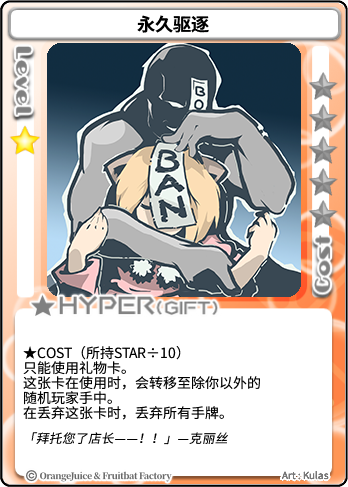 永久驱逐
Level
BO
BAN
Cost
HYPER(GIFT)
★COST（所持STAR÷10）
只能使用礼物卡。
这张卡在使用时，会转移至除你以外的
随机玩家手中。
在丢弃这张卡时，丢弃所有手牌。
「拜托您了店长——！！」—克丽丝
© OrangeJuice & Fruitbat Factory
Art.: Kulas